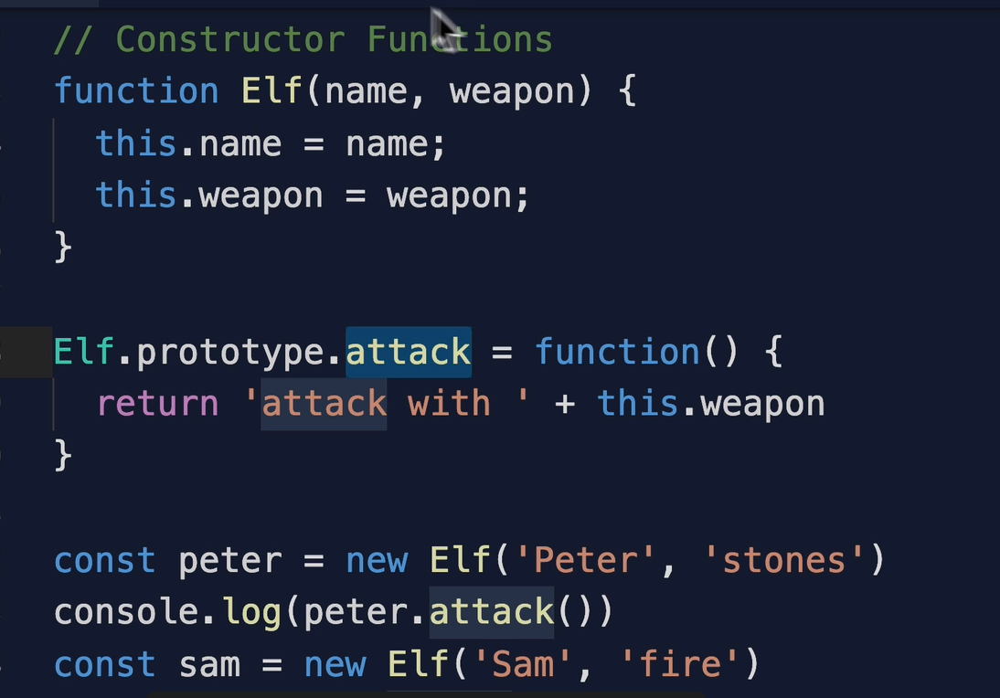 // Constructor Functions
function Elf(name, weapon) {
  this.name = name;
  this.weapon = weapon;
}
Elf.prototype.attack = function() {
  return 'attack with ' + this.weapon
}
const peter = new Elf('Peter', 'stones')
console.log(peter.attack())
const sam = new Elf('Sam', 'fire')